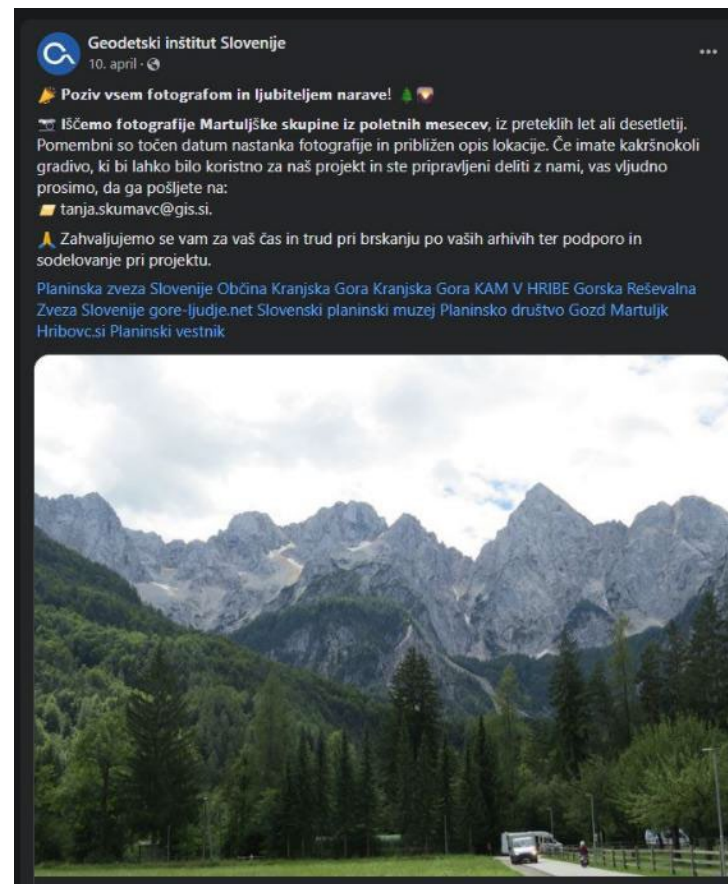 Geodetski inštitut Slovenije
10. april ·
Poziv vsem fotografom in ljubiteljem narave!
Iščemo fotografije Martuljške skupine iz poletnih mesecev, iz preteklih let ali desetletij.
Pomembni so točen datum nastanka fotografije in približen opis lokacije. Če imate kakršnokoli
gradivo, ki bi lahko bilo koristno za naš projekt in ste pripravljeni deliti z nami, vas vljudno
prosimo, da ga pošljete na:
tanja.skumavc@gis.si.
Zahvaljujemo se vam za vaš čas in trud pri brskanju po vaših arhivih ter podporo in
sodelovanje pri projektu.
Planinska zveza Slovenije Občina Kranjska Gora Kranjska Gora KAM V HRIBE Gorska Reševalna
Zveza Slovenije gore-ljudje.net Slovenski planinski muzej Planinsko društvo Gozd Martuljk
Hribovc.si Planinski vestnik